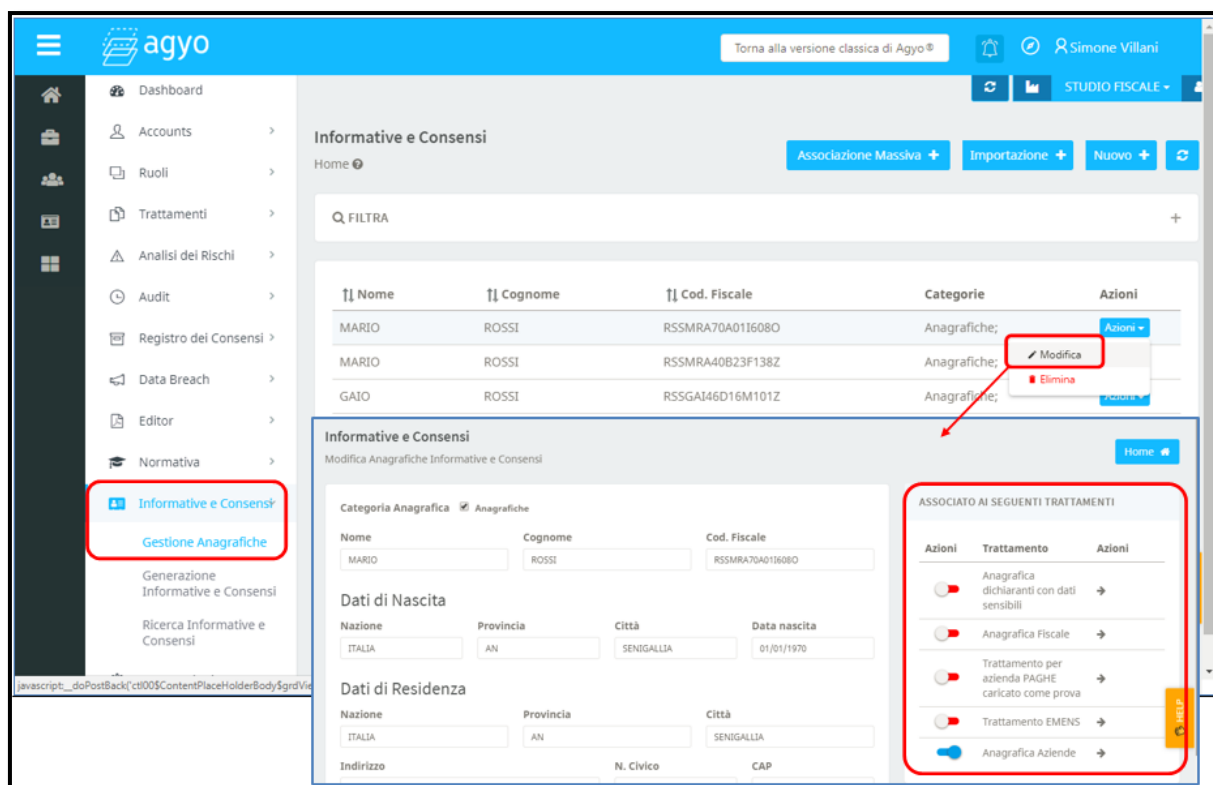 agyo
Torna alla versione classica di Agyo®
Simone Villani
STUDIO FISCALE
Dashboard
Accounts
Ruoli
Trattamenti
Analisi dei Rischi
Audit
Registro dei Consensi
Data Breach
Editor
Normativa
Informative e Consensi
Gestione Anagrafiche
Generazione
Informative e Consensi
Ricerca Informative e
Consensi
Informative e Consensi
Home
Associazione Massiva +
Importazione +
Nuovo +
FILTRA
+
Nome Cognome Cod. Fiscale Categorie Azioni
MARIO ROSSI RSSMRA70A01I608O Anagrafiche; Azioni
MARIO ROSSI RSSMRA40B23F138Z Anagrafiche;
GAIO ROSSI RSSGAI46D16M101Z Anagrafiche; Azioni
Modifica
Elimina
Informative e Consensi
Modifica Anagrafiche Informative e Consensi
Home
Categoria Anagrafica Anagrafiche
Nome Cognome Cod. Fiscale
MARIO ROSSI RSSMRA70A01I608O
Dati di Nascita
Nazione Provincia Città Data nascita
ITALIA AN SENIGALLIA 01/01/1970
Dati di Residenza
Nazione Provincia Città
ITALIA AN SENIGALLIA
Indirizzo N. Civico CAP
ASSOCIATO AI SEGUENTI TRATTAMENTI
Azioni Trattamento Azioni
Anagrafica
dichiaranti con dati
sensibili
Anagrafica Fiscale
Trattamento per
azienda PAGHE
caricato come prova
Trattamento EMENS
Anagrafica Aziende
HELP
javascript:__doPostBack('ctl00$ContentPlaceHolderBody$grdVie